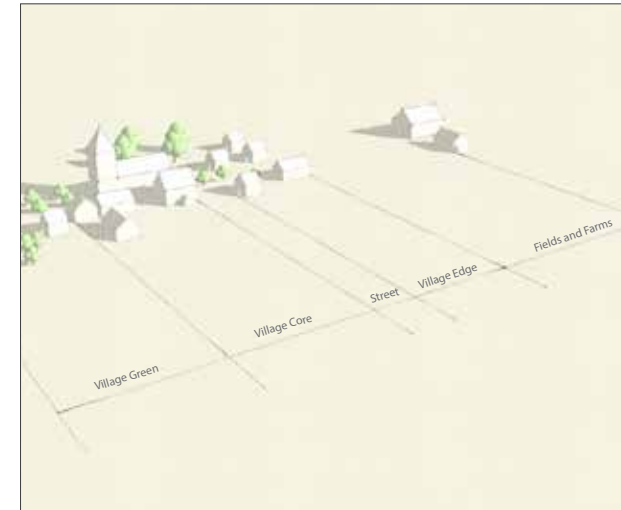 Village Green
Village Core
Street
Village Edge
Fields and Farms